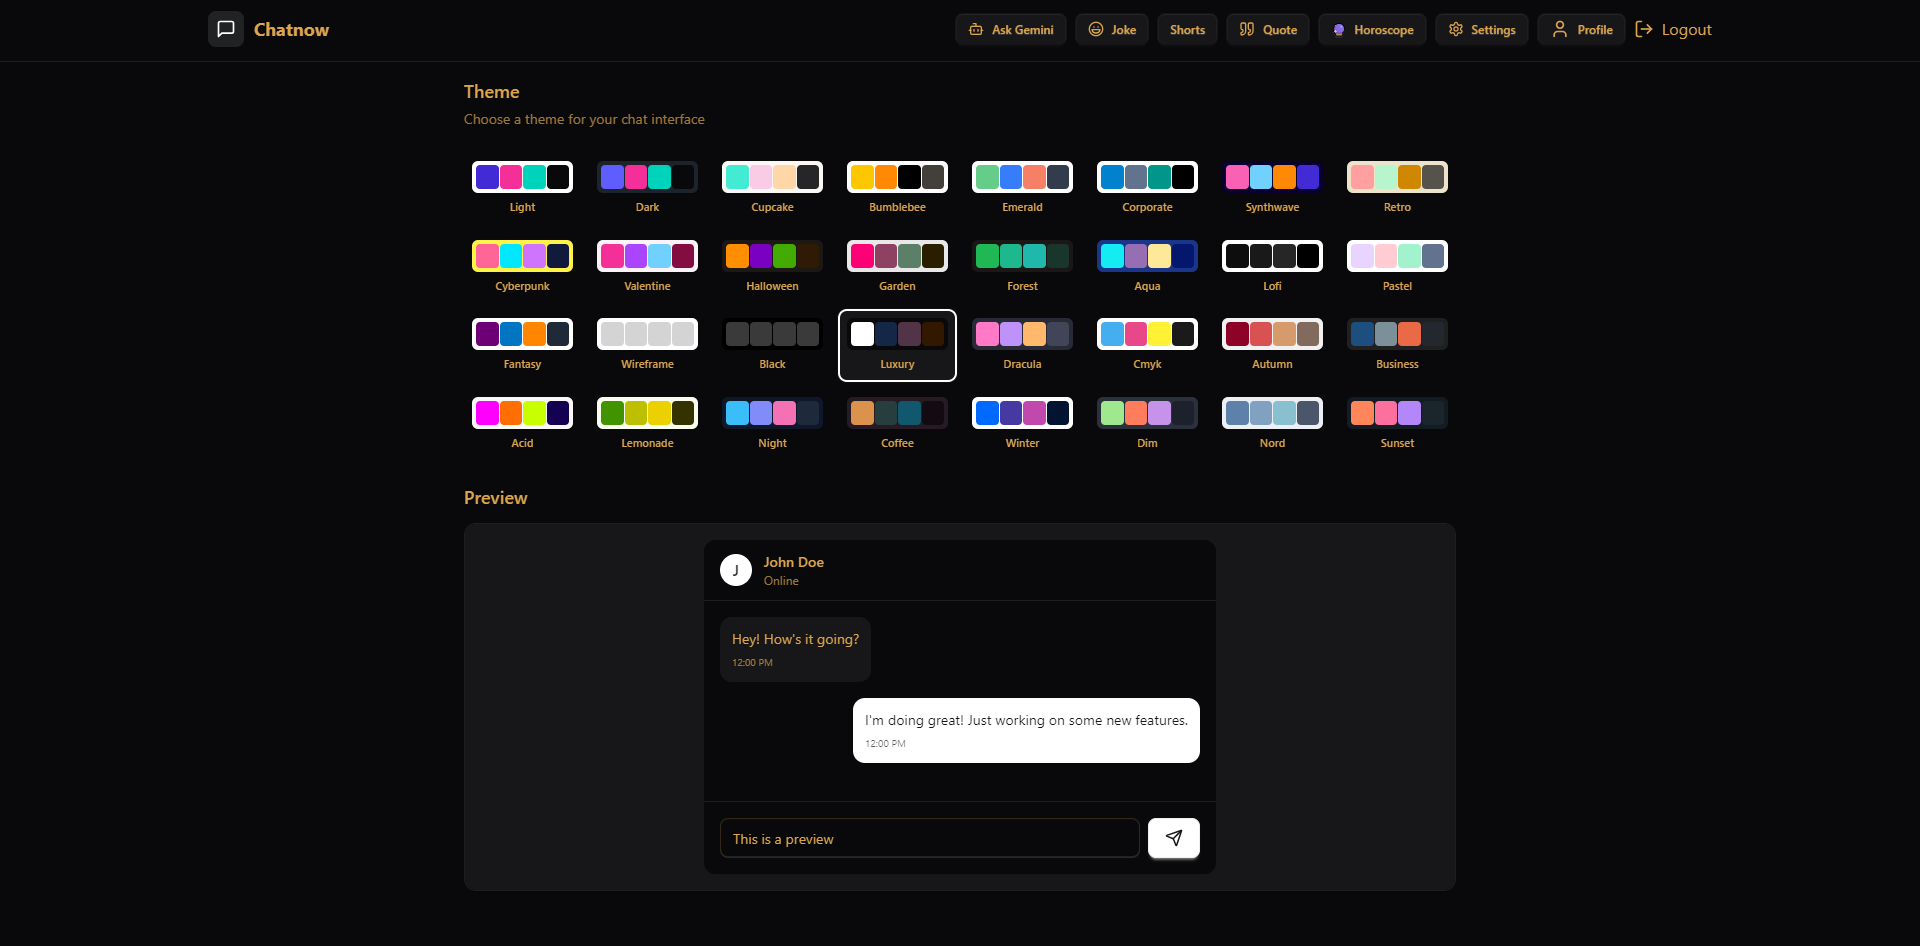 Chatnow
Ask Gemini
Joke
Shorts
Quote
Horoscope
Settings
Profile
Logout
Theme
Choose a theme for your chat interface
Light
Dark
Cupcake
Bumblebee
Emerald
Corporate
Synthwave
Retro
Cyberpunk
Valentine
Halloween
Garden
Forest
Aqua
Lofi
Pastel
Fantasy
Wireframe
Black
Luxury
Dracula
Cmyk
Autumn
Business
Acid
Lemonade
Night
Coffee
Winter
Dim
Nord
Sunset
Preview
J
John Doe
Online
Hey! How's it going?
12:00 PM
I'm doing great! Just working on some new features.
12:00 PM
This is a preview